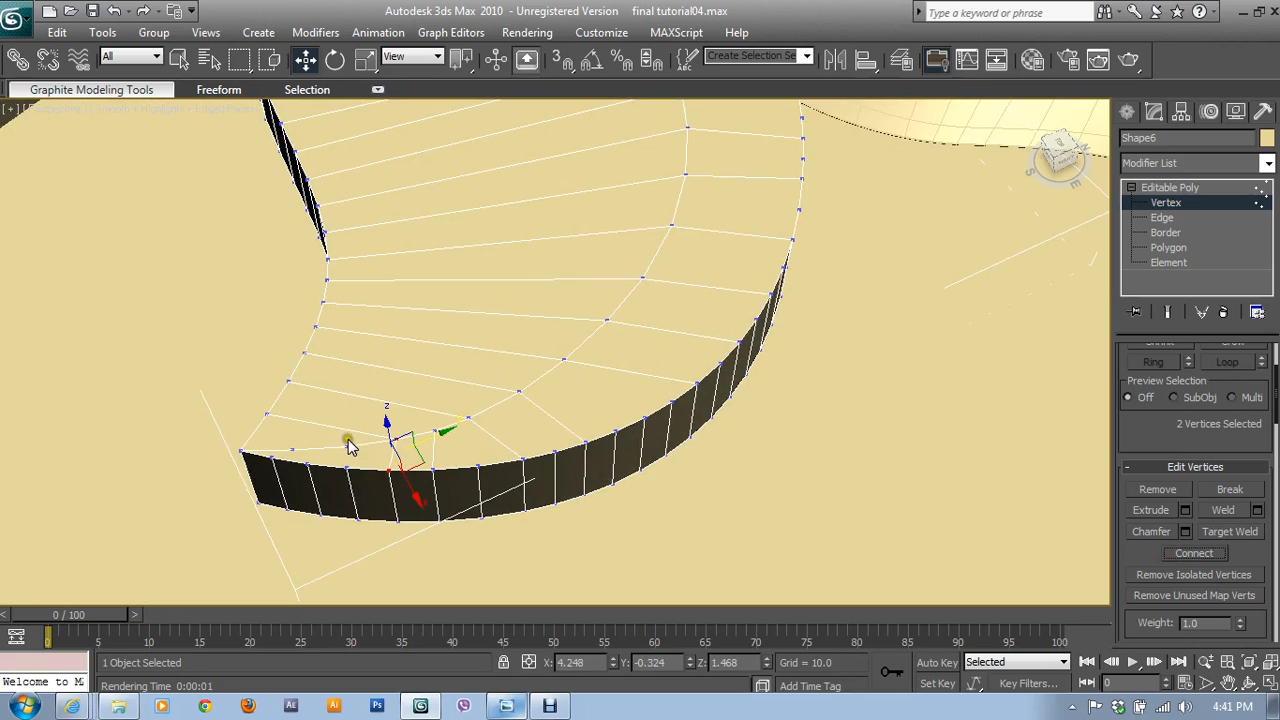 Autodesk 3ds Max 2010 - Unregistered Version final tutorial04.max
Type a keyword or phrase
Edit Tools Group Views Create Modifiers Animation Graph Editors Rendering Customize MAXScript Help
All View Create Selection Se
Graphite Modeling Tools Freeform Selection
Shape6
Modifier List
Editable Poly
Vertex
Edge
Border
Polygon
Element
Ring Loop
Preview Selection
Off SubObj Multi
2 Vertices Selected
Edit Vertices
Remove Break
Extrude Weld
Chamfer Target Weld
Connect
Remove Isolated Vertices
Remove Unused Map Verts
Weight: 1.0
z
0 / 100
0 5 10 15 20 25 30 35 40 45 50 55 60 65 70 75 80 85 90 95 100
1 Object Selected X: 4.248 Y: -0.324 Z: 1.468 Grid = 10.0 Auto Key Selected
Welcome to M Rendering Time 0:00:01 Add Time Tag Set Key Key Filters... 0
4:41 PM